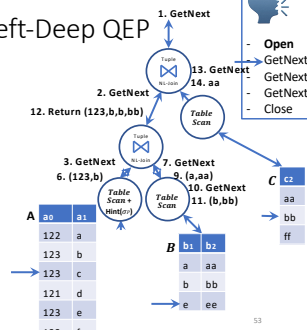 1. GetNext
eft-Deep QEP
- Open
- GetNext
- GetNext
- GetNext
- Close
Tuple
NL-Join
13. GetNext
14. aa
2. GetNext
12. Return (123,b,b,bb)
Table
Scan
Tuple
NL-Join
3. GetNext
6. (123,b)
7. GetNext
9. (a,aa)
10. GetNext
11. (b,bb)
Table
Scan +
Table
Scan
C
c2
aa
bb
ff
A
a0 a1
122 a
123 b
123 c
121 d
123 e
B
b1 b2
a aa
b bb
e ee
53